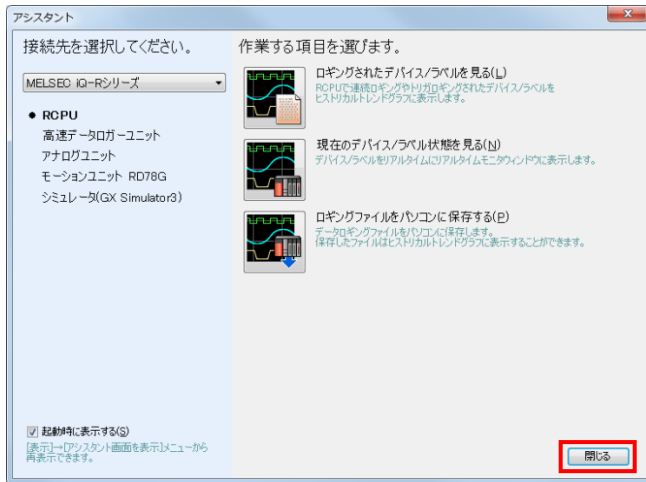 アシスタント
接続先を選択してください。
MELSEC iQ-Rシリーズ
RCPU
高速データロガーユニット
アナログユニット
モーションユニット RD78G
シミュレータ(GX Simulator3)
作業する項目を選びます。
ロギングされたデバイス/ラベルを見る(L)
RCPUで連続ロギングやトリガロギングされたデバイス/ラベルを
ヒストリカルトレンドグラフに表示します。
現在のデバイス/ラベル状態を見る(N)
デバイス/ラベルをリアルタイムにリアルタイムモニタウィンドウに表示します。
ロギングファイルをパソコンに保存する(P)
データロギングファイルをパソコンに保存します。
保存したファイルはヒストリカルトレンドグラフに表示することができます。
起動時に表示する(S)
[表示]→[アシスタント画面を表示]メニューから
再表示できます。
閉じる